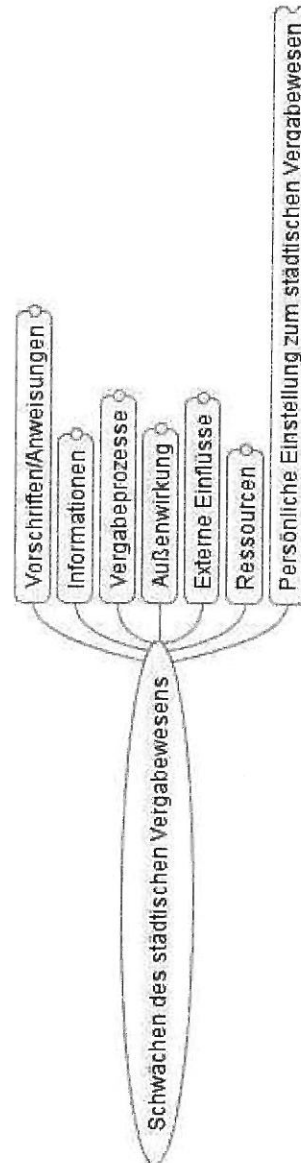 Schwächen des städtischen Vergabewesens
Vorschriften/Anweisungen
Informationen
Vergabeprozesse
Außenwirkung
Externe Einflüsse
Ressourcen
Persönliche Einstellung zum städtischen Vergabewesen